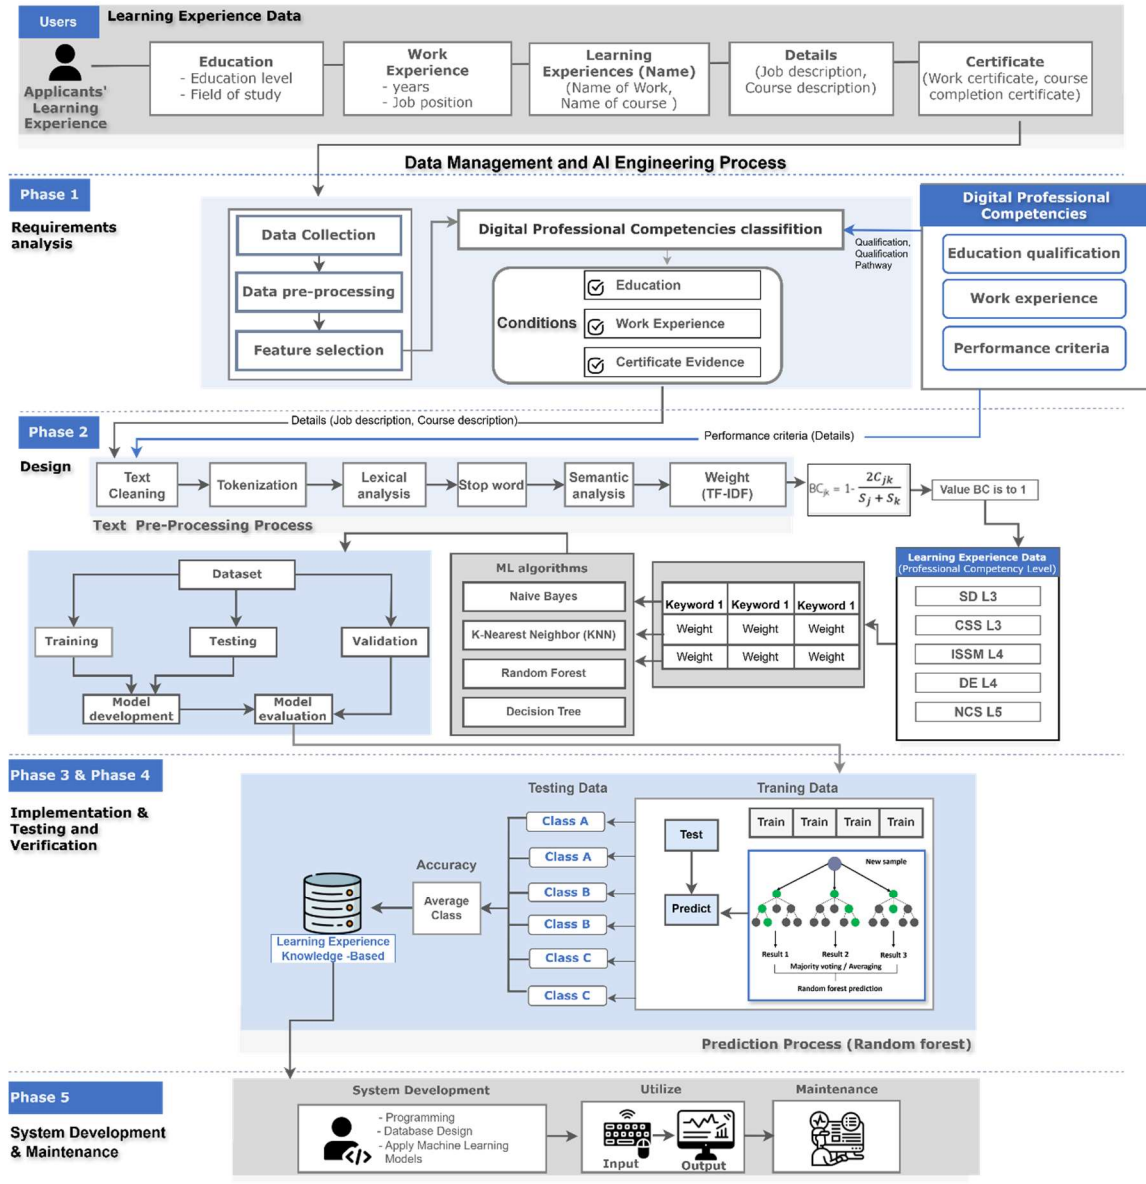 Users
Learning Experience Data
Applicants'
Learning
Experience
Education
- Education level
- Field of study
Work
Experience
- years
- Job position
Learning
Experiences (Name)
(Name of Work,
Name of course )
Details
(Job description,
Course description)
Certificate
(Work certificate, course
completion certificate)
Data Management and AI Engineering Process
Phase 1
Requirements
analysis
Data Collection
Data pre-processing
Feature selection
Digital Professional Competencies classifition
Conditions
Education
Work Experience
Certificate Evidence
Qualification,
Qualification
Pathway
Digital Professional
Competencies
Education qualification
Work experience
Performance criteria
Phase 2
Design
Details (Job description, Course description)
Performance criteria (Details)
Text
Cleaning
Tokenization
Lexical
analysis
Stop word
Semantic
analysis
Weight
(TF-IDF)
BCjk = 1- 2Cjk / Sj + Sk
Value BC is to 1
Text Pre-Processing Process
Dataset
Training
Testing
Validation
Model
development
Model
evaluation
ML algorithms
Naive Bayes
K-Nearest Neighbor (KNN)
Random Forest
Decision Tree
Keyword 1 Keyword 1 Keyword 1
Weight Weight Weight
Weight Weight Weight
Learning Experience Data
(Professional Competency Level)
SD L3
CSS L3
ISSM L4
DE L4
NCS L5
Phase 3 & Phase 4
Implementation &
Testing and
Verification
Learning Experience
Knowledge -Based
Accuracy
Average
Class
Testing Data
Class A
Class A
Class B
Class B
Class C
Class C
Traning Data
Test
Predict
Train Train Train Train
New sample
Result 1 Result 2 Result 3
Majority voting / Averaging
Random forest prediction
Prediction Process (Random forest)
Phase 5
System Development
& Maintenance
System Development
- Programming
- Database Design
- Apply Machine Learning
Models
Utilize
Input
Output
Maintenance